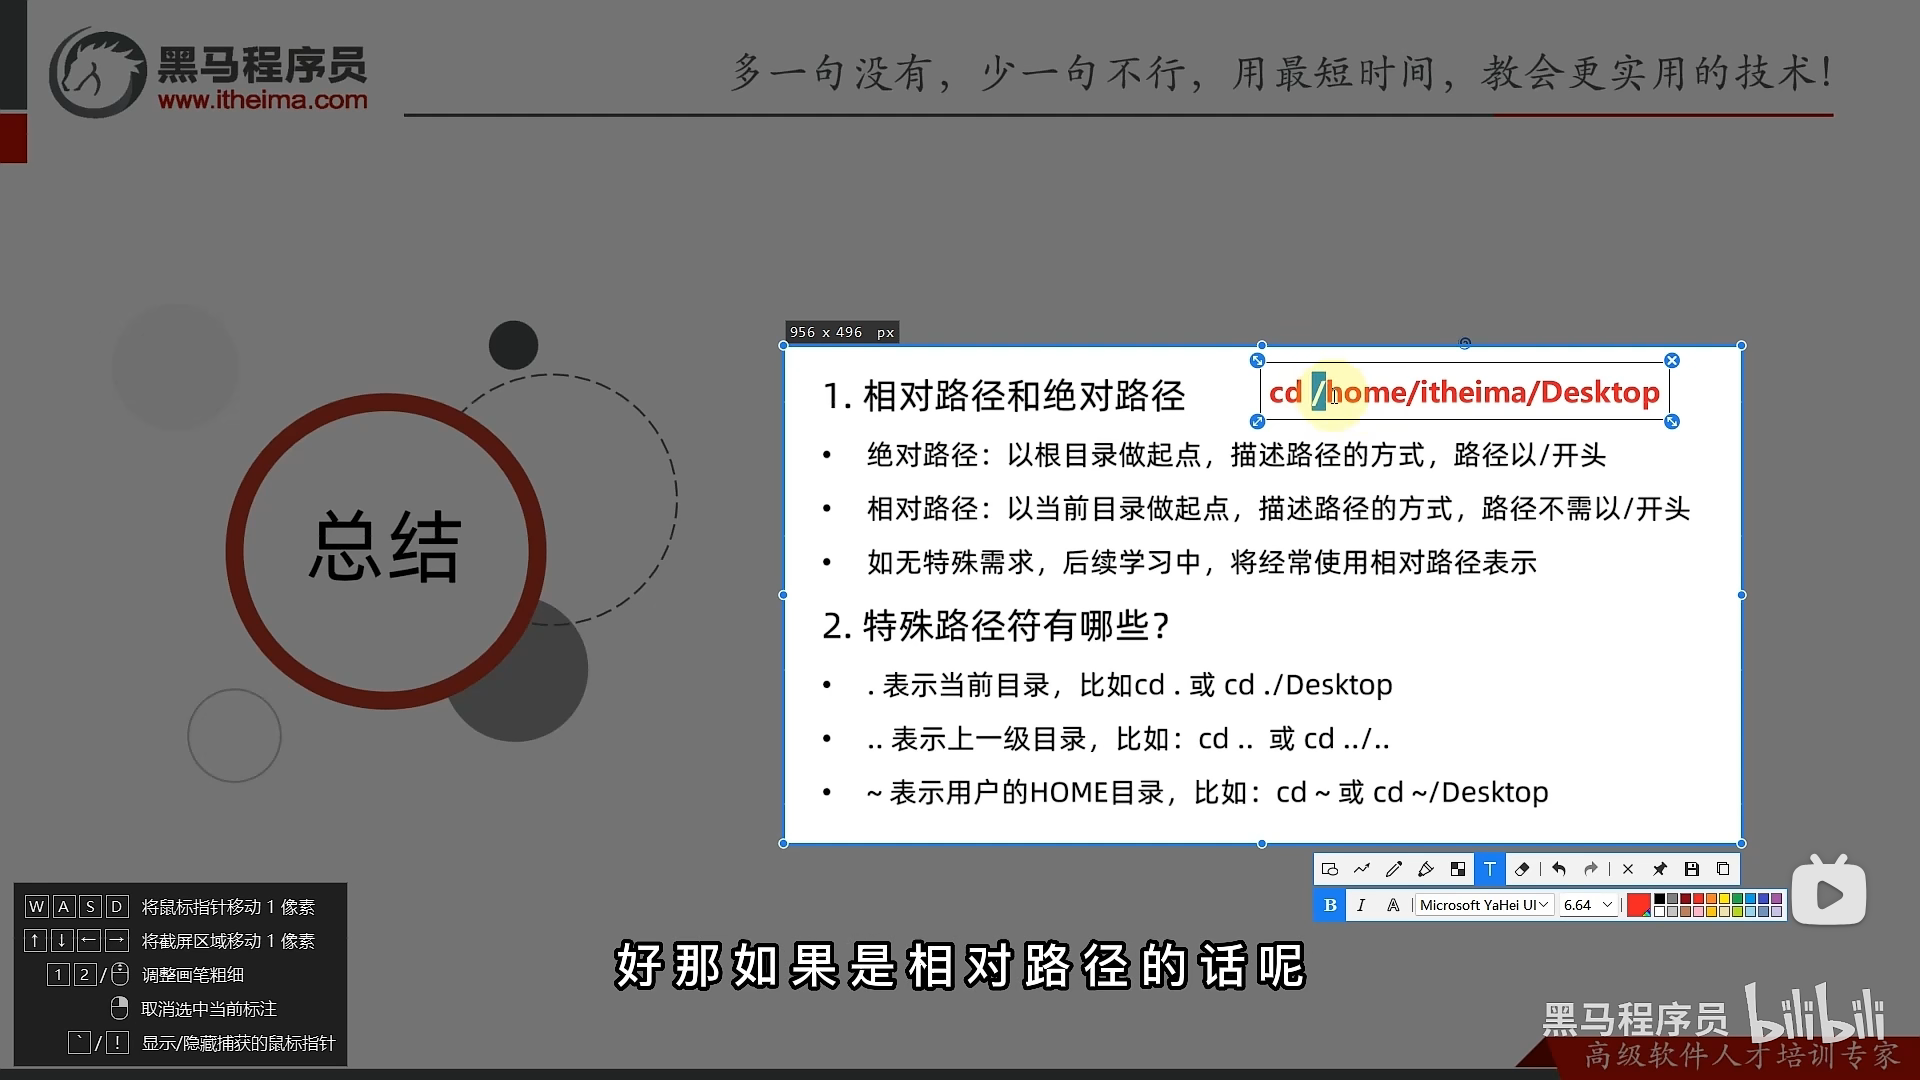 黑马程序员
www.itheima.com
多一句没有，少一句不行，用最短时间，教会更实用的技术！
956 x 496 px
总结
1. 相对路径和绝对路径
cd /home/itheima/Desktop
• 绝对路径：以根目录做起点，描述路径的方式，路径以/开头
• 相对路径：以当前目录做起点，描述路径的方式，路径不需以/开头
• 如无特殊需求，后续学习中，将经常使用相对路径表示
2. 特殊路径符有哪些？
• . 表示当前目录，比如cd . 或 cd ./Desktop
• .. 表示上一级目录，比如：cd .. 或 cd ../..
• ~ 表示用户的HOME目录，比如：cd ~ 或 cd ~/Desktop
T
B I A Microsoft YaHei UI 6.64
W A S D 将鼠标指针移动 1 像素
↑ ↓ ← → 将截屏区域移动 1 像素
1 2 / 调整画笔粗细
取消选中当前标注
` / ! 显示/隐藏捕获的鼠标指针
好那如果是相对路径的话呢
黑马程序员 bilibili
高级软件人才培训专家